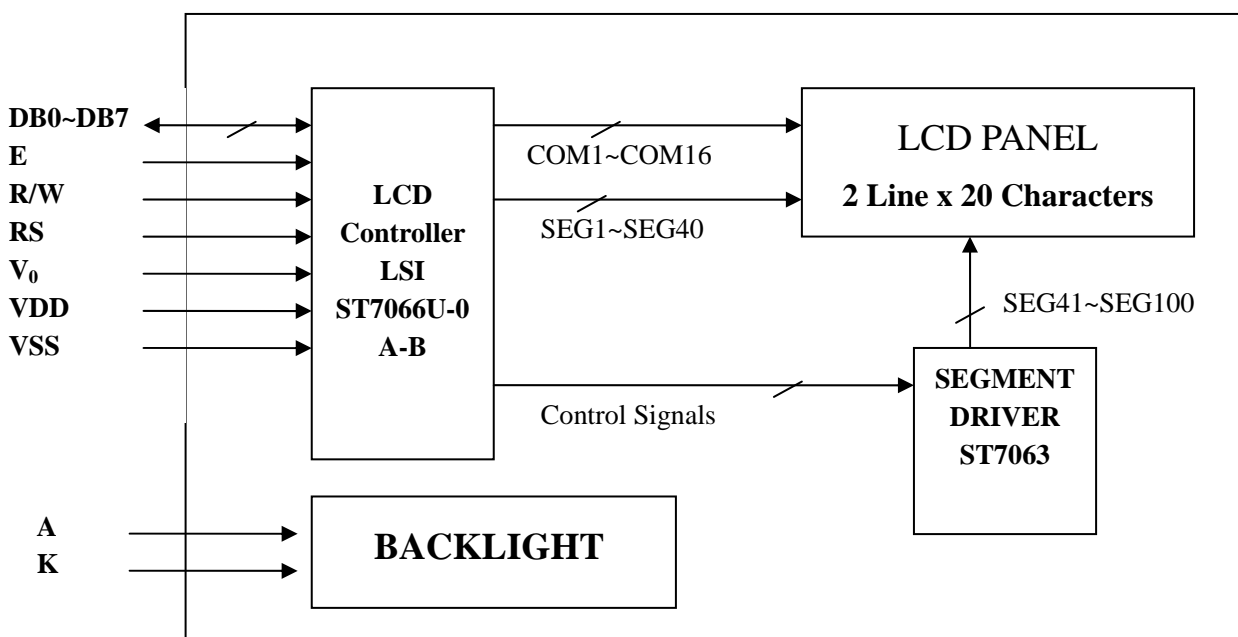 DB0~DB7
E
R/W
RS
V₀
VDD
VSS
A
K
LCD
Controller
LSI
ST7066U-0
A-B
COM1~COM16
SEG1~SEG40
Control Signals
LCD PANEL
2 Line x 20 Characters
SEG41~SEG100
SEGMENT
DRIVER
ST7063
BACKLIGHT